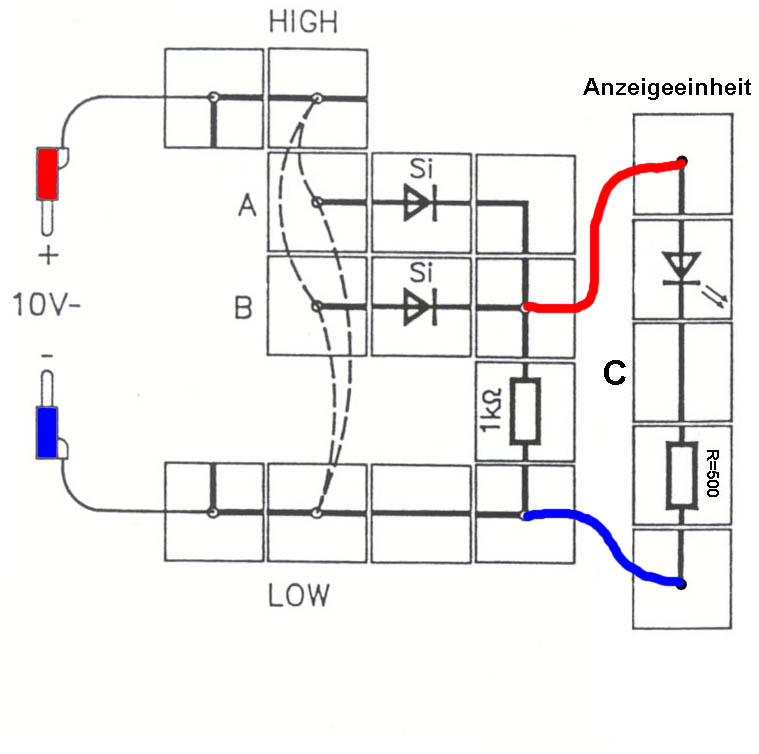 HIGH
Anzeigeeinheit
Si
A
+
Si
10V-
B
-
C
1kΩ
R=500
LOW